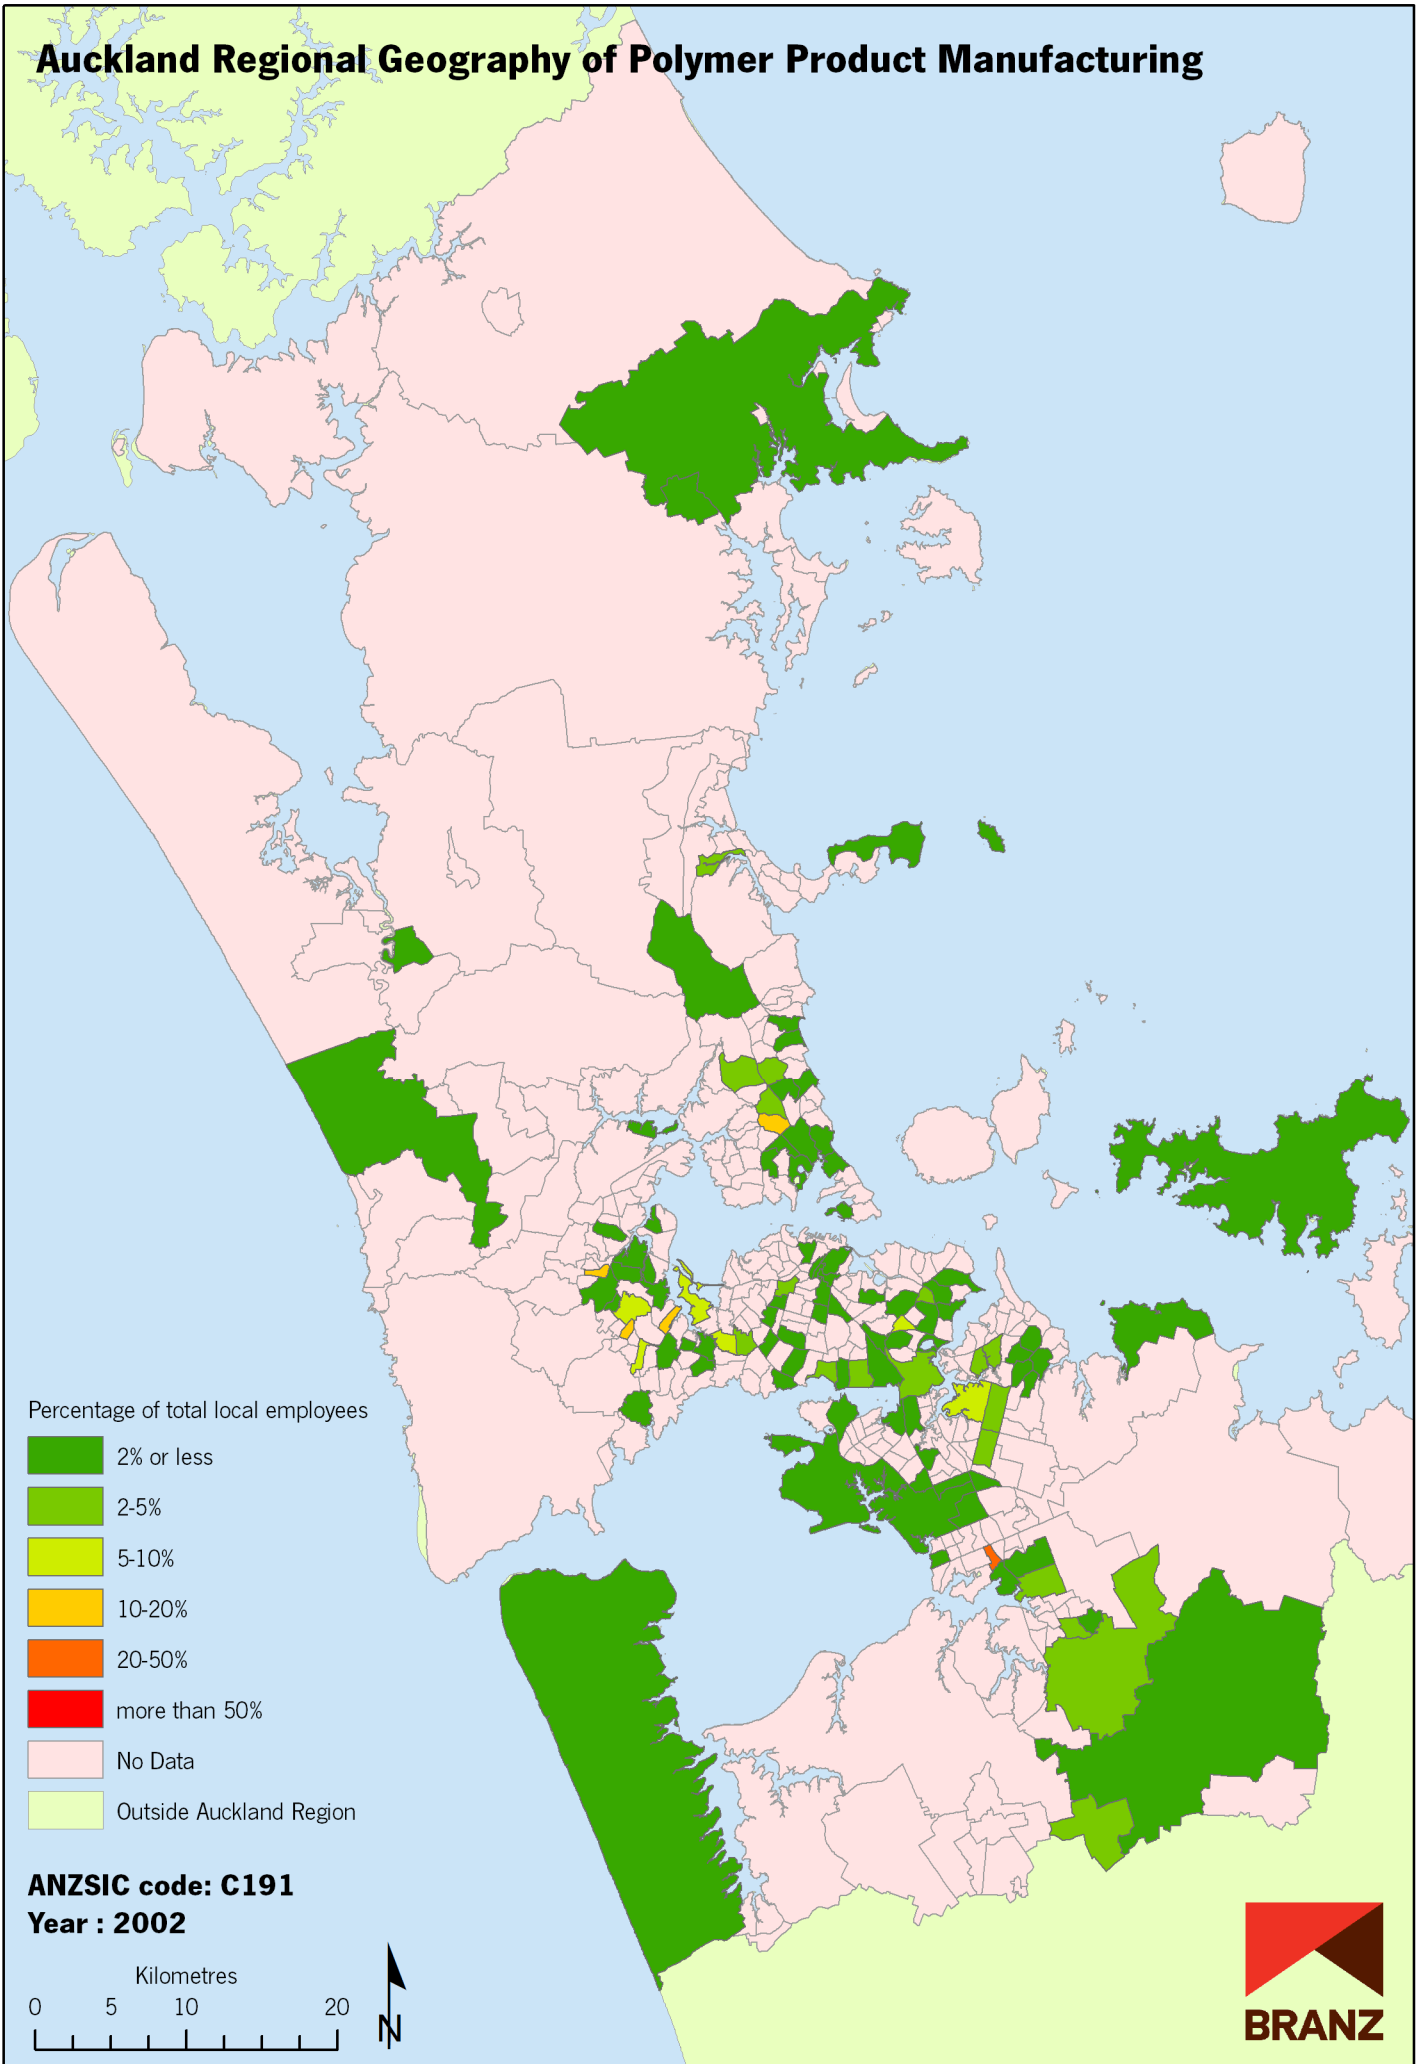 Auckland Regional Geography of Polymer Product Manufacturing
Percentage of total local employees
2% or less
2-5%
5-10%
10-20%
20-50%
more than 50%
No Data
Outside Auckland Region
ANZSIC code: C191
Year : 2002
Kilometres
0 5 10 20
N
BRANZ